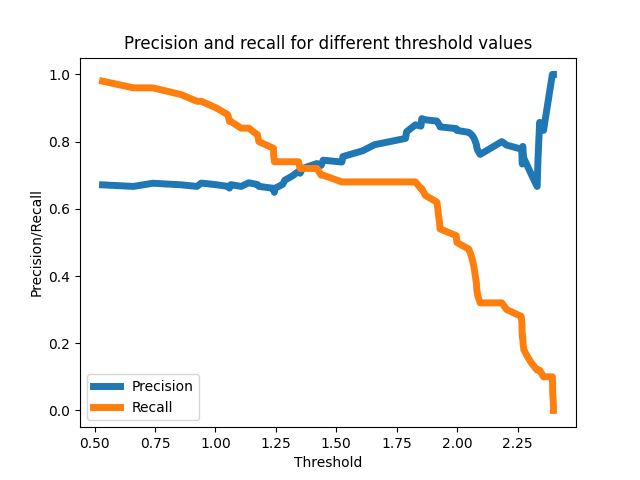 Precision and recall for different threshold values
Precision/Recall
1.0
0.8
0.6
0.4
0.2
0.0
Precision
Recall
0.50 0.75 1.00 1.25 1.50 1.75 2.00 2.25
Threshold